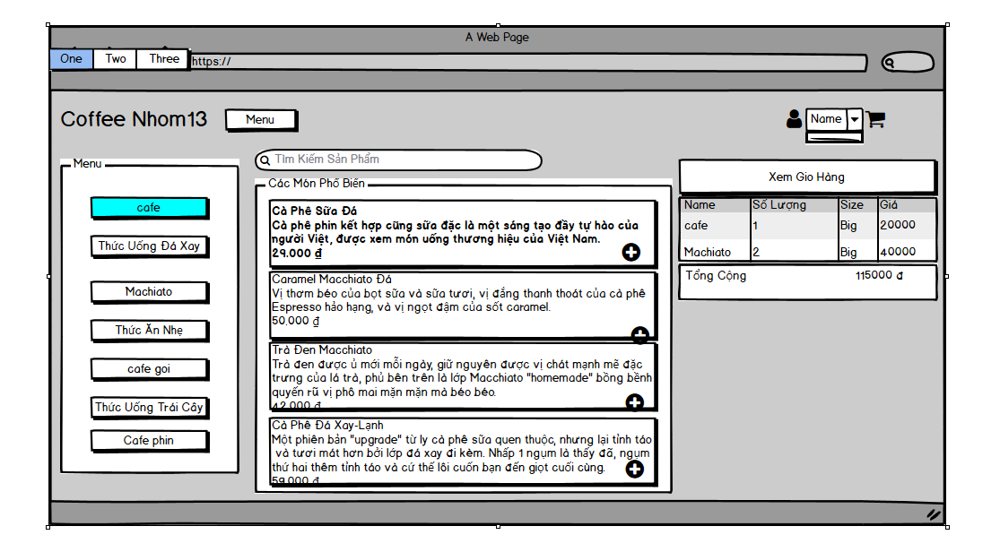 A Web Page
One Two Three https://
Coffee Nhom13 Menu Name
Menu
cafe
Thức Uống Đá Xay
Machiato
Thức Ăn Nhẹ
cafe goi
Thức Uống Trái Cây
Cafe phin
TÌm Kiếm Sản Phẩm
Các Món Phổ Biến
Cà Phê Sữa Đá
Cà phê phin kết hợp cũng sữa đặc là một sáng tạo đầy tự hào của
người Việt, được xem món uống thương hiệu của Việt Nam.
29.000 đ
Caramel Macchiato Đá
Vị thơm béo của bọt sữa và sữa tươi, vị đắng thanh thoát của cà phê
Espresso hảo hạng, và vị ngọt đậm của sốt caramel.
50.000 đ
Trà Đen Macchiato
Trà đen được ủ mới mỗi ngày, giữ nguyên được vị chát mạnh mẽ đặc
trưng của lá trà, phủ bên trên là lớp Macchiato "homemade" bồng bềnh
quyến rũ vị phô mai mặn mặn mà béo béo.
42.000 đ
Cà Phê Đá Xay-Lạnh
Một phiên bản "upgrade" từ ly cà phê sữa quen thuộc, nhưng lại tỉnh táo
và tươi mát hơn bởi lớp đá xay đi kèm. Nhấp 1 ngụm là thấy đã, ngụm
thứ hai thêm tỉnh táo và cứ thế lôi cuốn bạn đến giọt cuối cùng.
59.000 đ
Xem Gio Hàng
Name Số Lượng Size Giá
cafe 1 Big 20000
Machiato 2 Big 40000
Tổng Cộng 115000 đ